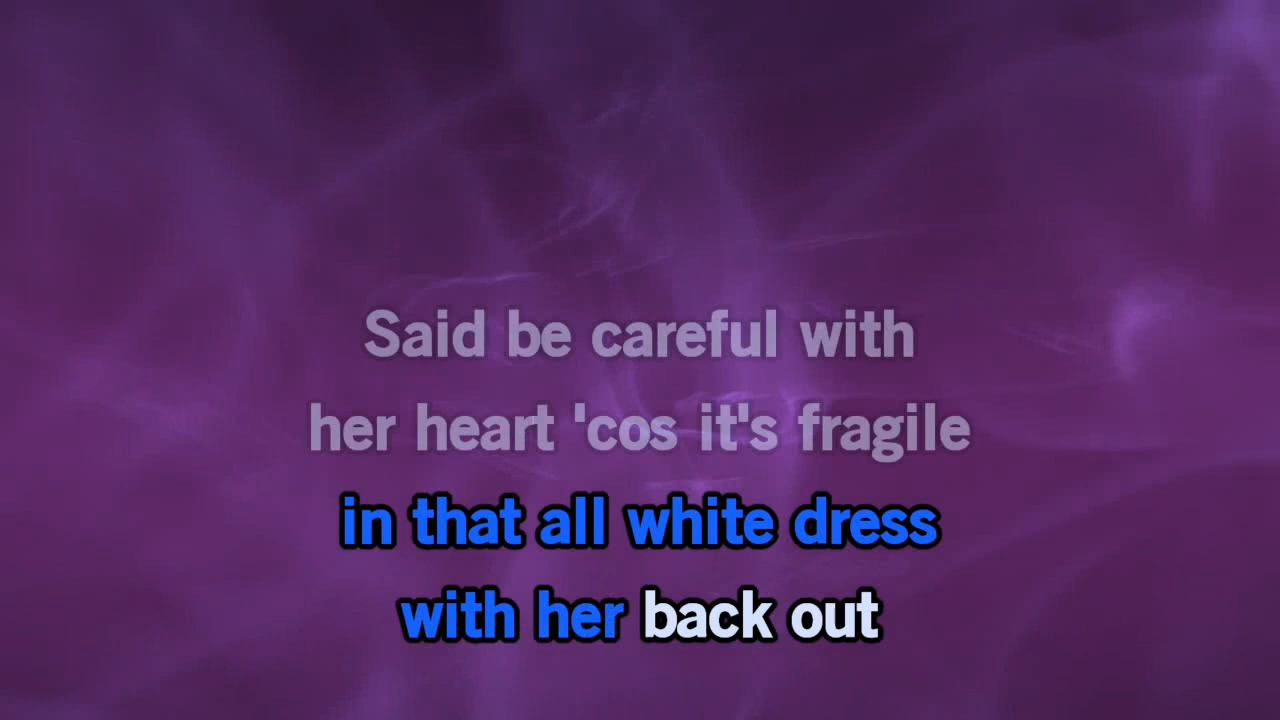 Said be careful with
her heart 'cos it's fragile
in that all white dress
with her back out